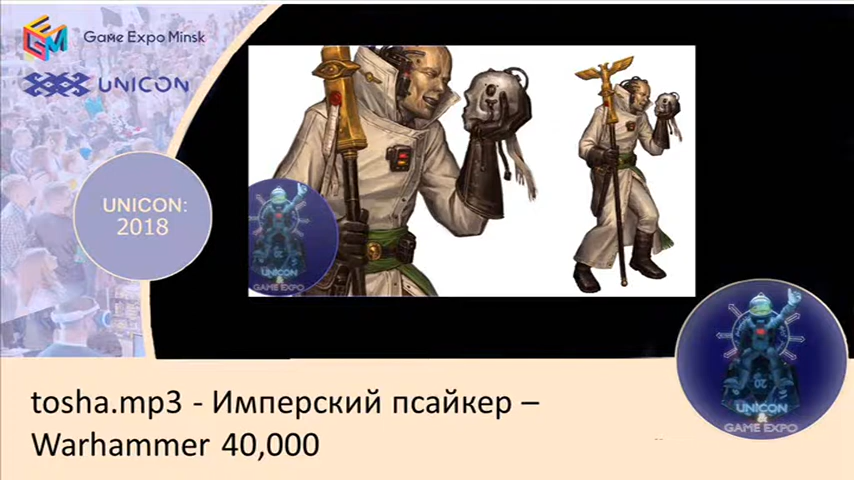 Game Expo Minsk
UNICON
UNICON:
2018
UNICON
&
GAME EXPO
UNICON
&
GAME EXPO
tosha.mp3 - Имперский псайкер –
Warhammer 40,000